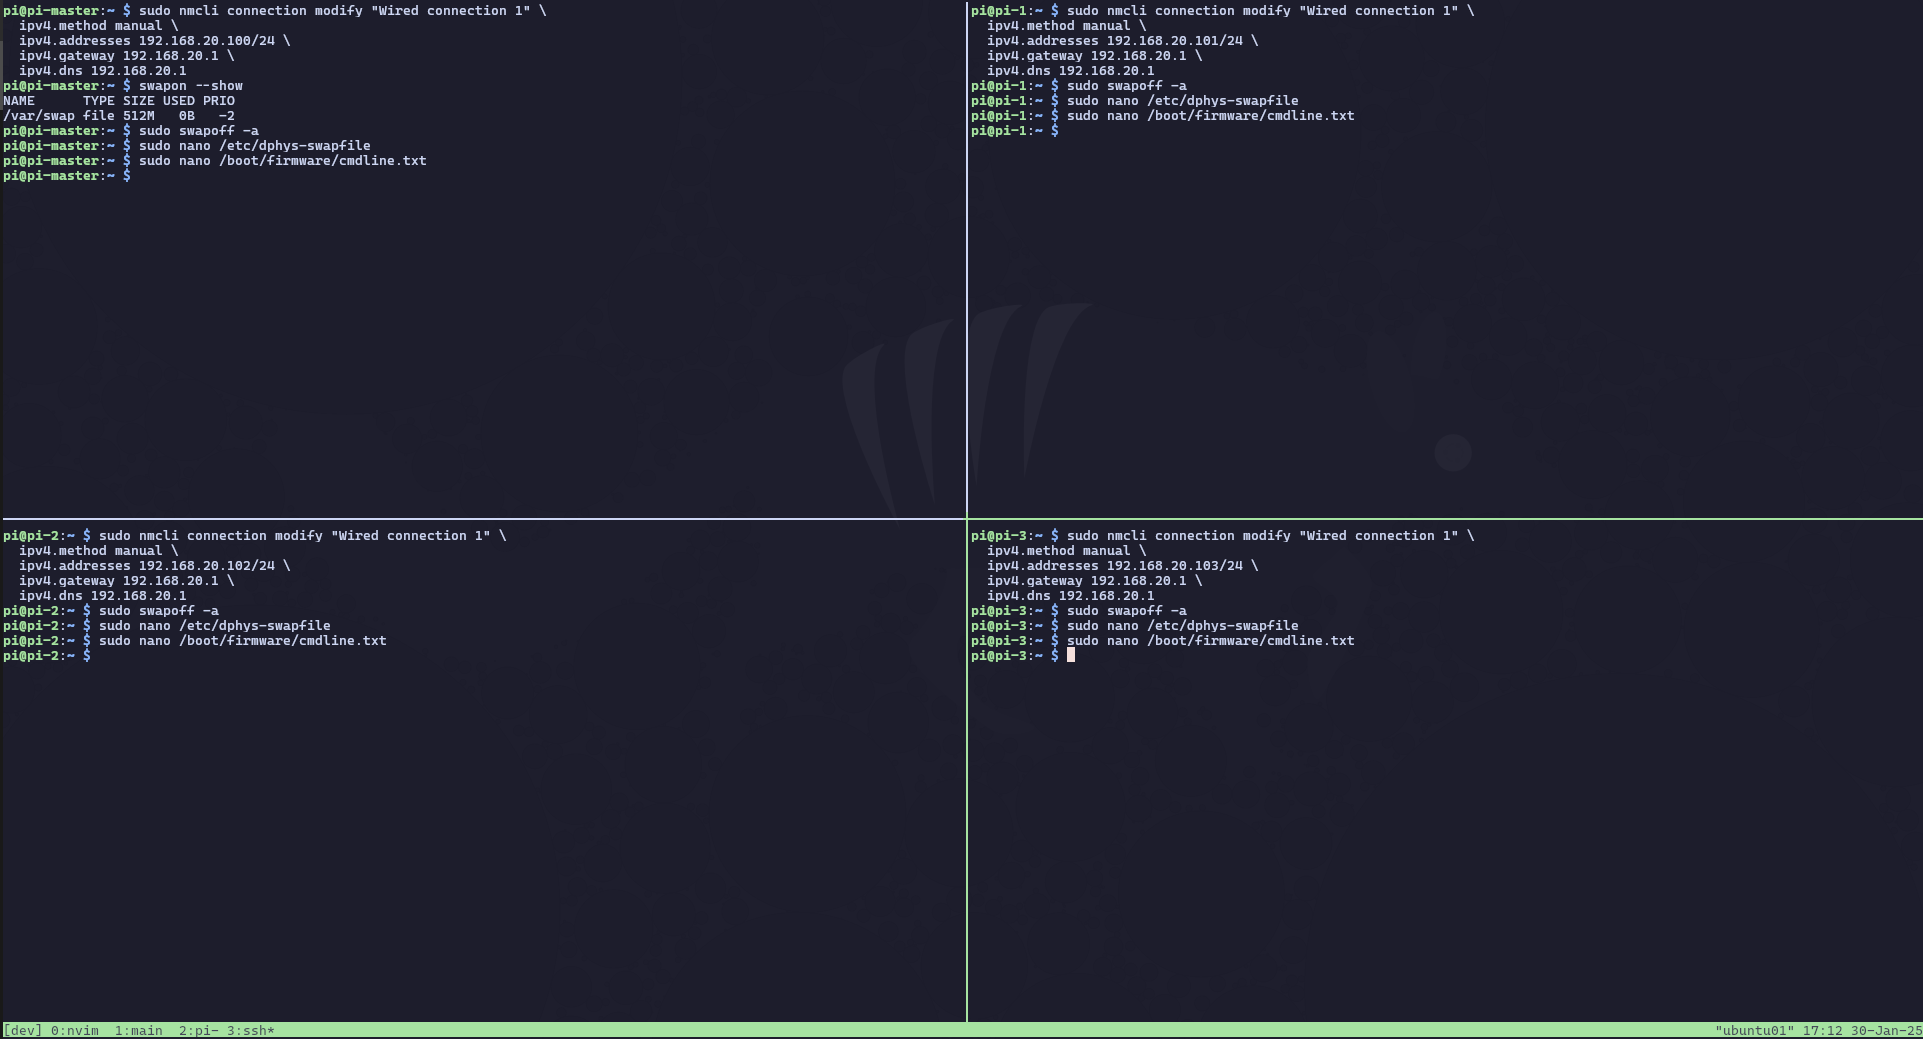 pi@pi-master:~ $ sudo nmcli connection modify "Wired connection 1" \
  ipv4.method manual \
  ipv4.addresses 192.168.20.100/24 \
  ipv4.gateway 192.168.20.1 \
  ipv4.dns 192.168.20.1
pi@pi-master:~ $ swapon --show
NAME      TYPE SIZE USED PRIO
/var/swap file 512M   0B   -2
pi@pi-master:~ $ sudo swapoff -a
pi@pi-master:~ $ sudo nano /etc/dphys-swapfile
pi@pi-master:~ $ sudo nano /boot/firmware/cmdline.txt
pi@pi-master:~ $
pi@pi-1:~ $ sudo nmcli connection modify "Wired connection 1" \
  ipv4.method manual \
  ipv4.addresses 192.168.20.101/24 \
  ipv4.gateway 192.168.20.1 \
  ipv4.dns 192.168.20.1
pi@pi-1:~ $ sudo swapoff -a
pi@pi-1:~ $ sudo nano /etc/dphys-swapfile
pi@pi-1:~ $ sudo nano /boot/firmware/cmdline.txt
pi@pi-1:~ $
pi@pi-2:~ $ sudo nmcli connection modify "Wired connection 1" \
  ipv4.method manual \
  ipv4.addresses 192.168.20.102/24 \
  ipv4.gateway 192.168.20.1 \
  ipv4.dns 192.168.20.1
pi@pi-2:~ $ sudo swapoff -a
pi@pi-2:~ $ sudo nano /etc/dphys-swapfile
pi@pi-2:~ $ sudo nano /boot/firmware/cmdline.txt
pi@pi-2:~ $
pi@pi-3:~ $ sudo nmcli connection modify "Wired connection 1" \
  ipv4.method manual \
  ipv4.addresses 192.168.20.103/24 \
  ipv4.gateway 192.168.20.1 \
  ipv4.dns 192.168.20.1
pi@pi-3:~ $ sudo swapoff -a
pi@pi-3:~ $ sudo nano /etc/dphys-swapfile
pi@pi-3:~ $ sudo nano /boot/firmware/cmdline.txt
pi@pi-3:~ $
[dev] 0:nvim  1:main  2:pi- 3:ssh* "ubuntu01" 17:12 30-Jan-25